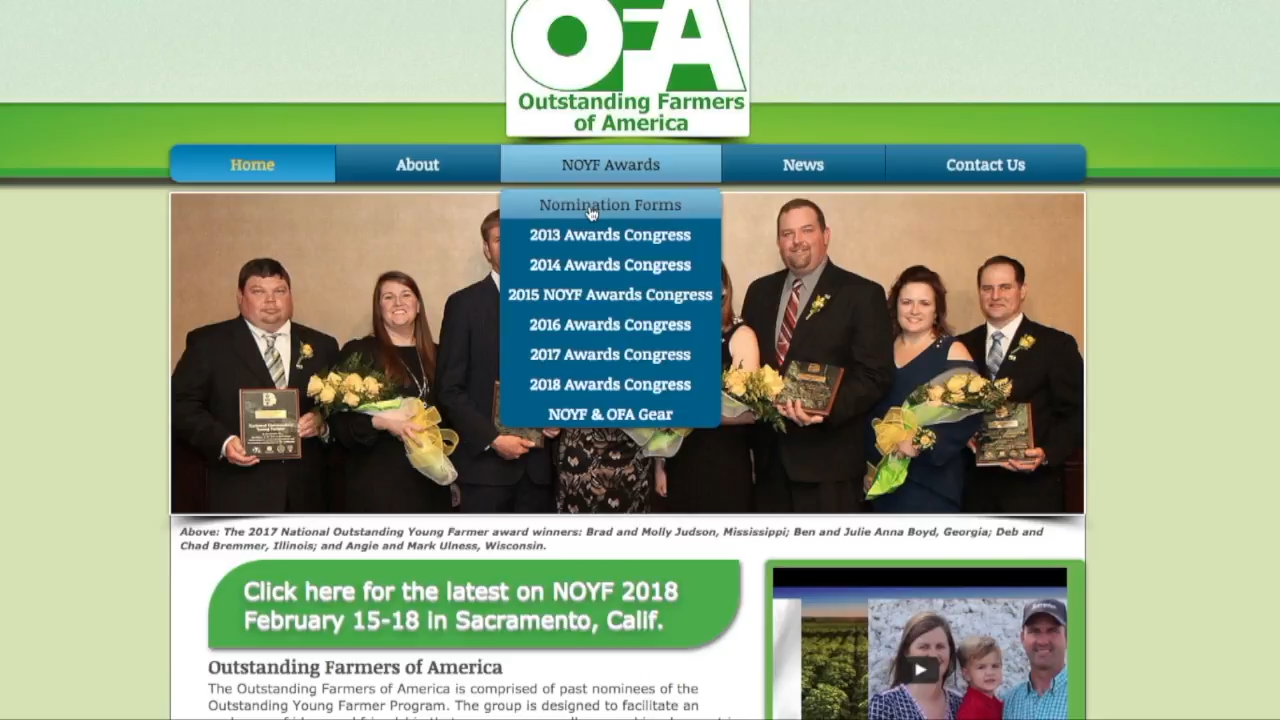 OFA
Outstanding Farmers
of America
Home
About
NOYF Awards
News
Contact Us
Nomination Forms
2013 Awards Congress
2014 Awards Congress
2015 NOYF Awards Congress
2016 Awards Congress
2017 Awards Congress
2018 Awards Congress
NOYF & OFA Gear
Above: The 2017 National Outstanding Young Farmer award winners: Brad and Molly Judson, Mississippi; Ben and Julie Anna Boyd, Georgia; Deb and
Chad Bremmer, Illinois; and Angie and Mark Ulness, Wisconsin.
Click here for the latest on NOYF 2018
February 15-18 in Sacramento, Calif.
Outstanding Farmers of America
The Outstanding Farmers of America is comprised of past nominees of the
Outstanding Young Farmer Program. The group is designed to facilitate an